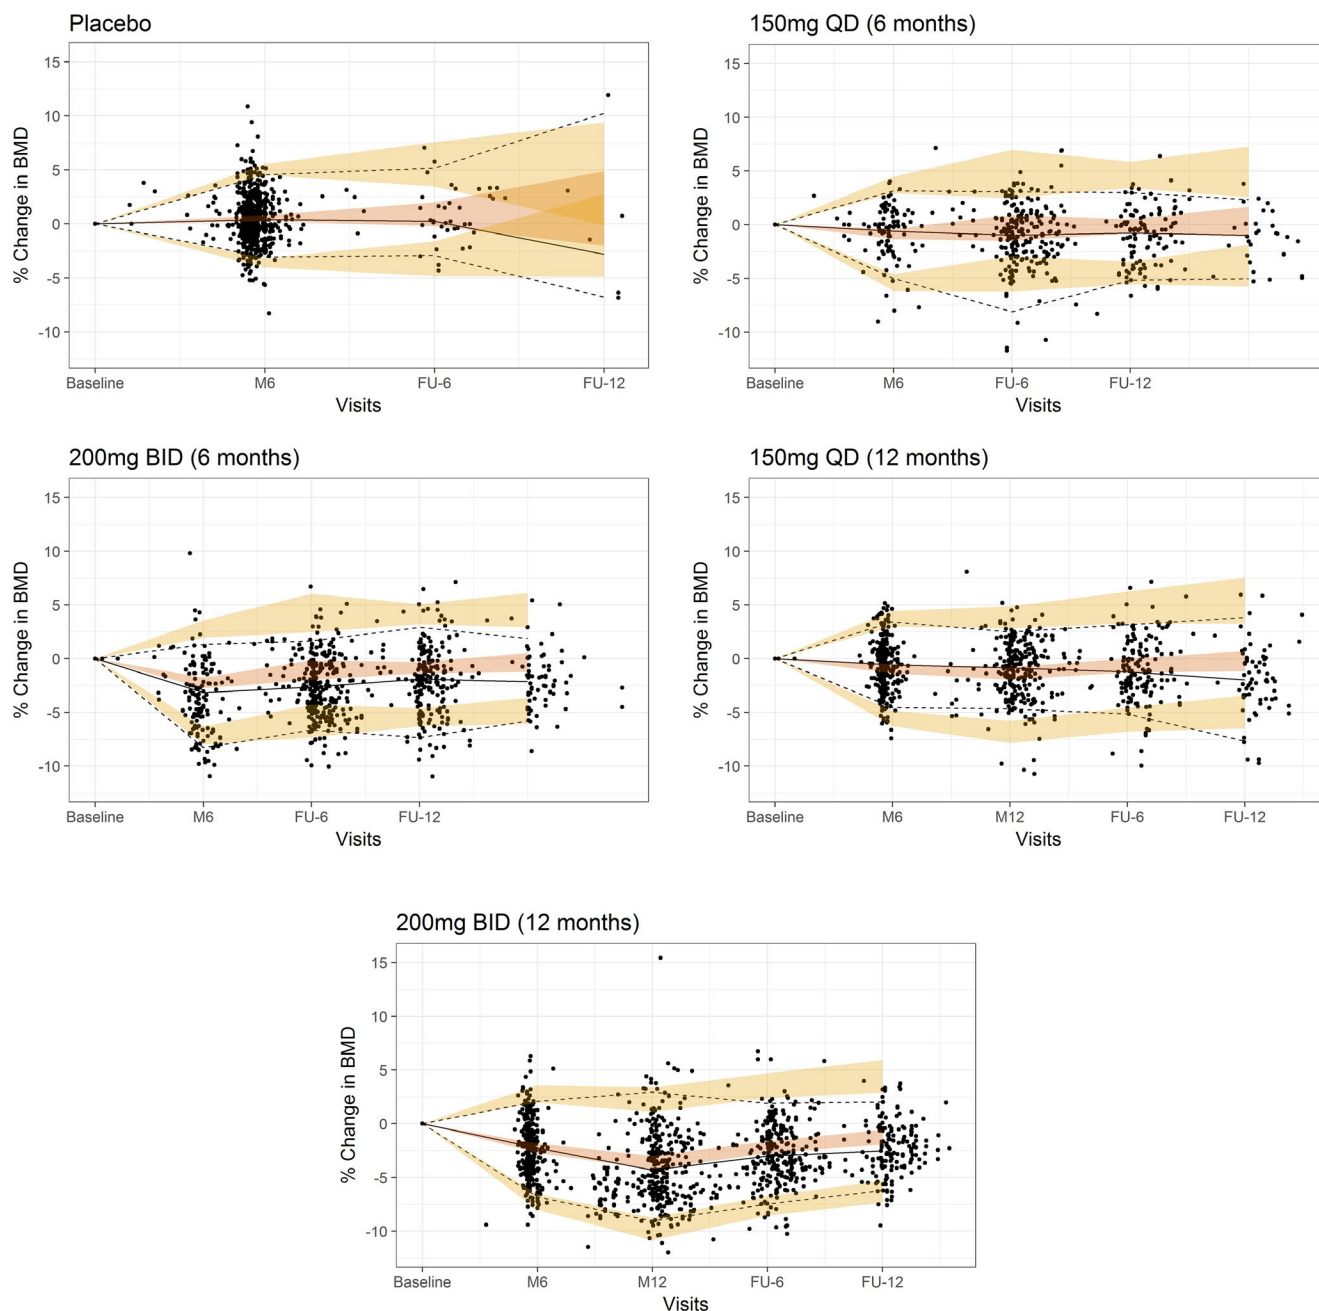 Placebo
15
10
5
0
-5
-10
% Change in BMD
Baseline M6 FU-6 FU-12
Visits
150mg QD (6 months)
15
10
5
0
-5
-10
% Change in BMD
Baseline M6 FU-6 FU-12
Visits
200mg BID (6 months)
15
10
5
0
-5
-10
% Change in BMD
Baseline M6 FU-6 FU-12
Visits
150mg QD (12 months)
15
10
5
0
-5
-10
% Change in BMD
Baseline M6 M12 FU-6 FU-12
Visits
200mg BID (12 months)
15
10
5
0
-5
-10
% Change in BMD
Baseline M6 M12 FU-6 FU-12
Visits